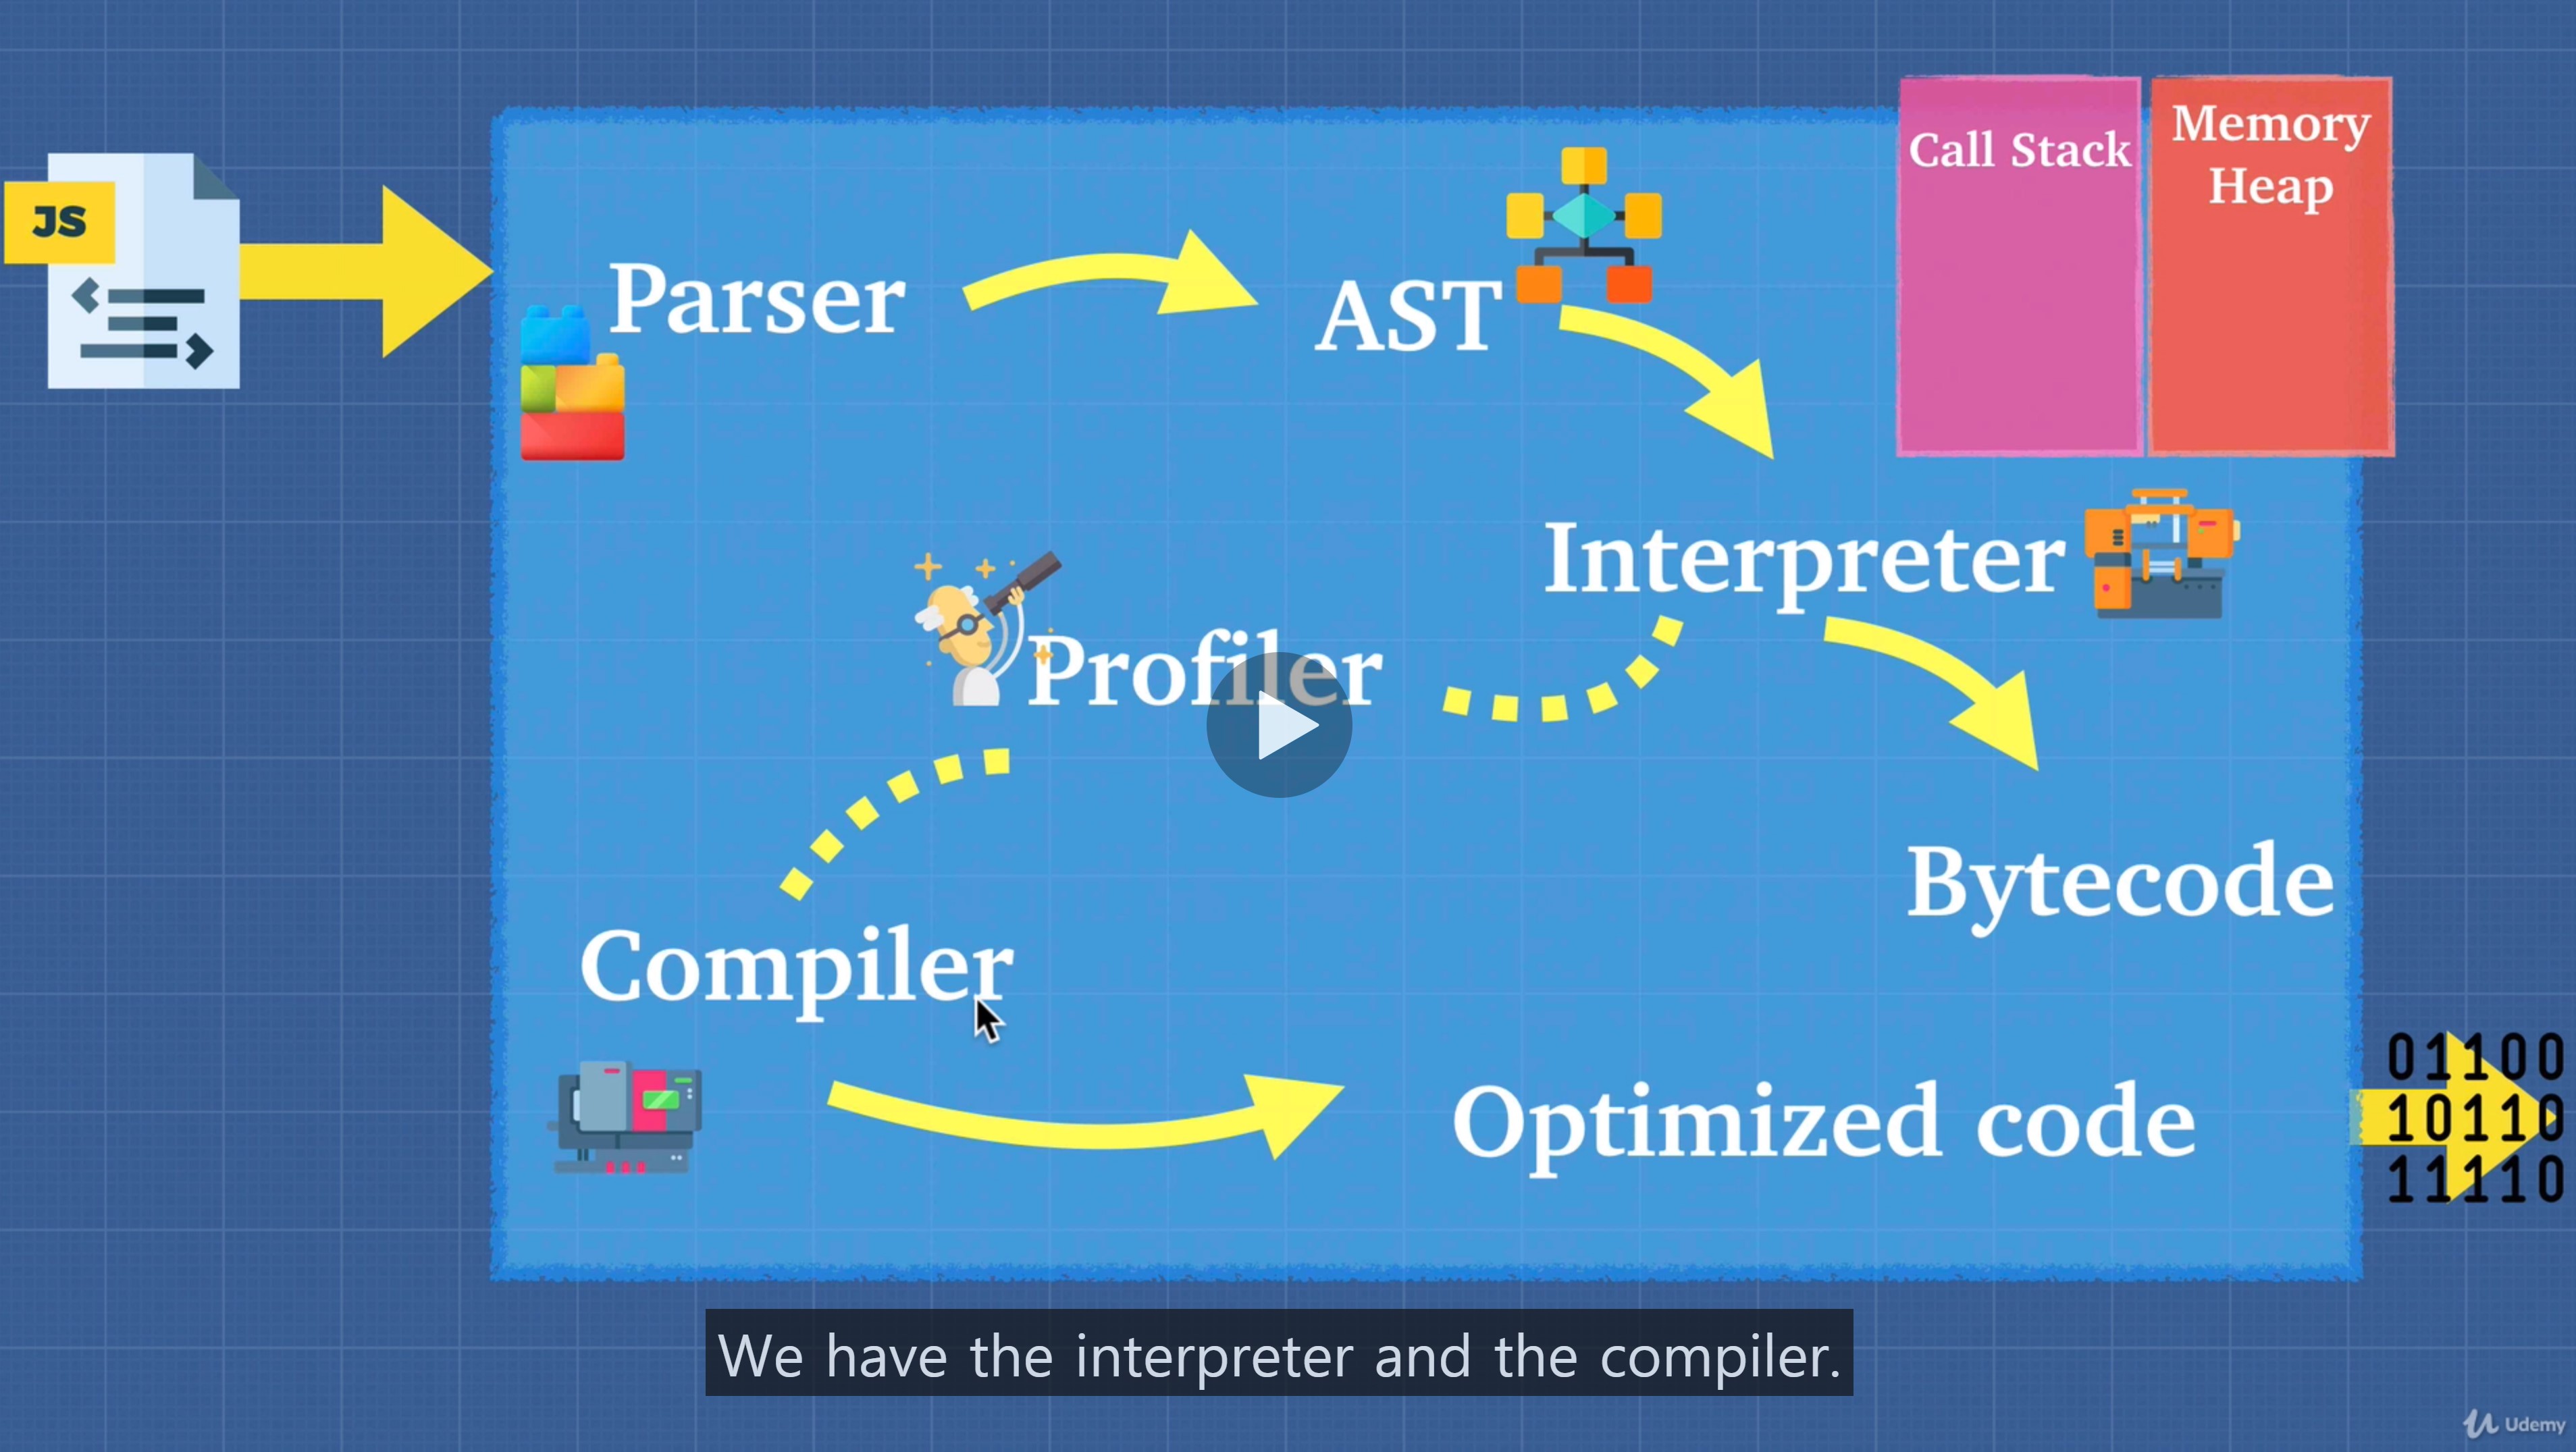 JS
Parser
AST
Call Stack
Memory
Heap
Interpreter
Profiler
Bytecode
Compiler
Optimized code
01100
10110
11110
We have the interpreter and the compiler.
Udemy